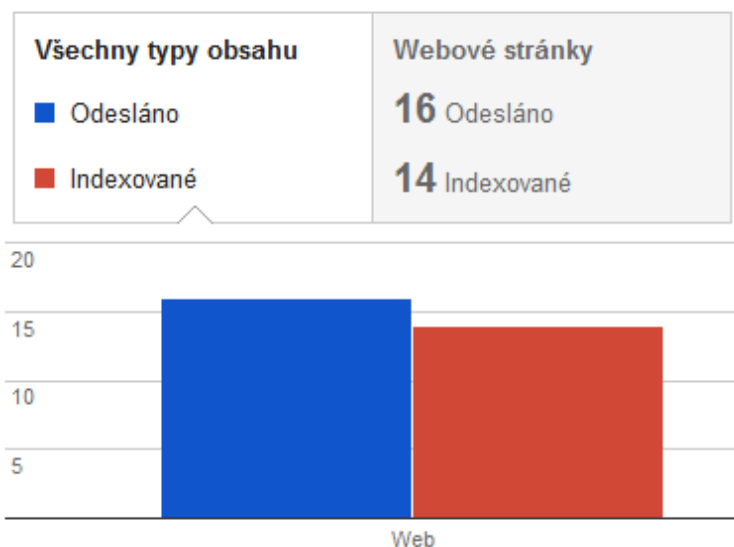 Všechny typy obsahu
Odesláno
Indexované
Webové stránky
16 Odesláno
14 Indexované
20
15
10
5
Web